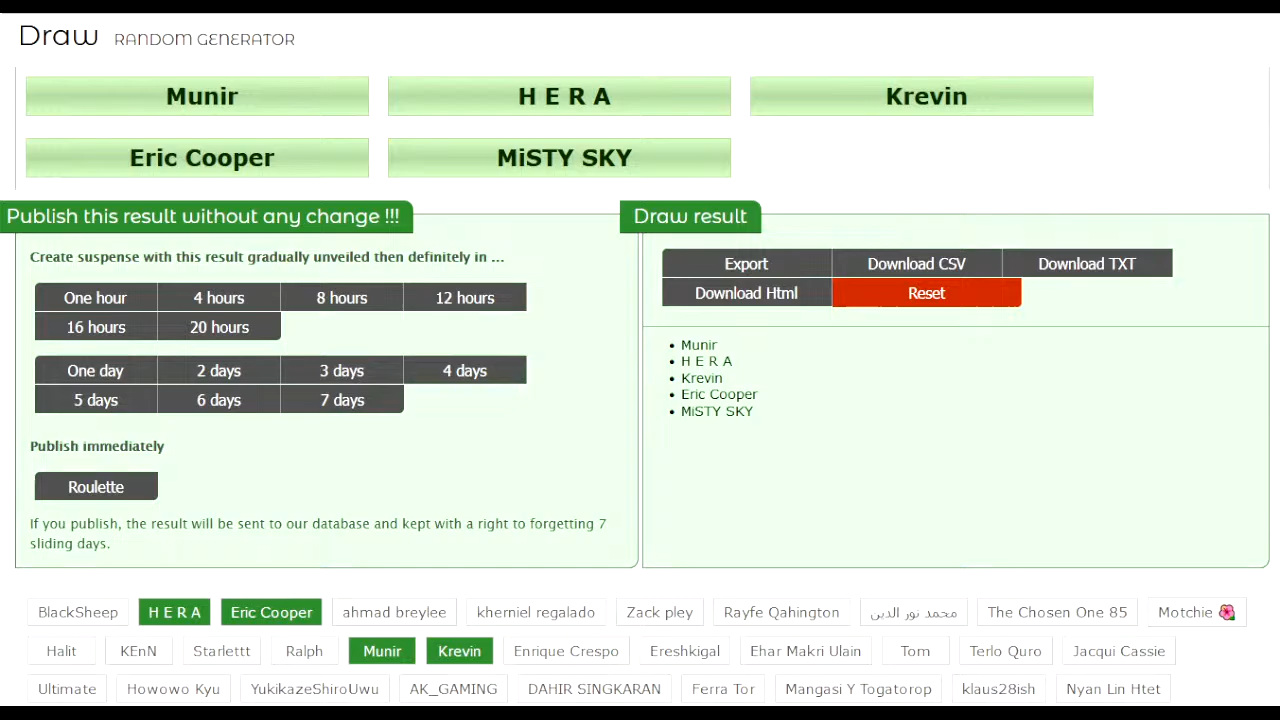 Draw RANDOM GENERATOR
Munir H E R A Krevin
Eric Cooper MiSTY SKY
Publish this result without any change !!! Draw result
Create suspense with this result gradually unveiled then definitely in ...
Export Download CSV Download TXT
One hour 4 hours 8 hours 12 hours
Download Html Reset
16 hours 20 hours
• Munir
• H E R A
One day 2 days 3 days 4 days
• Krevin
• Eric Cooper
5 days 6 days 7 days
• MiSTY SKY
Publish immediately
Roulette
If you publish, the result will be sent to our database and kept with a right to forgetting 7
sliding days.
BlackSheep H E R A Eric Cooper ahmad breylee kherniel regalado Zack pley Rayfe Qahington محمد نور الدين The Chosen One 85 Motchie 🌺
Halit KEnN Starlettt Ralph Munir Krevin Enrique Crespo Ereshkigal Ehar Makri Ulain Tom Terlo Quro Jacqui Cassie
Ultimate Howowo Kyu YukikazeShiroUwu AK_GAMING DAHIR SINGKARAN Ferra Tor Mangasi Y Togatorop klaus28ish Nyan Lin Htet